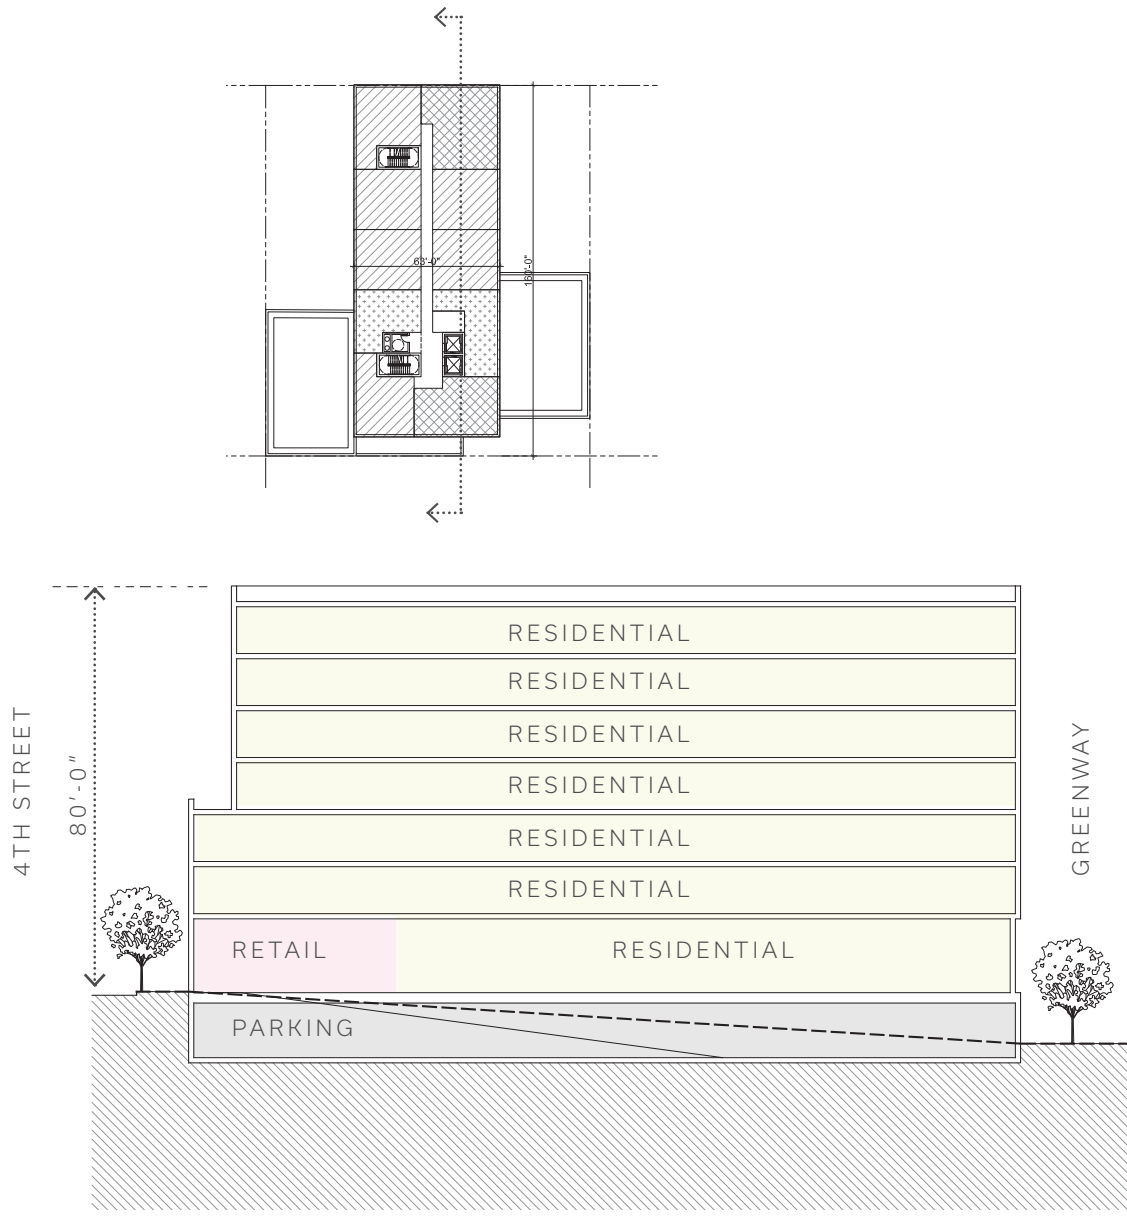 63'-0"
160'-0"
RESIDENTIAL
RESIDENTIAL
RESIDENTIAL
RESIDENTIAL
RESIDENTIAL
RESIDENTIAL
RETAIL
RESIDENTIAL
PARKING
4TH STREET
80'-0"
GREENWAY